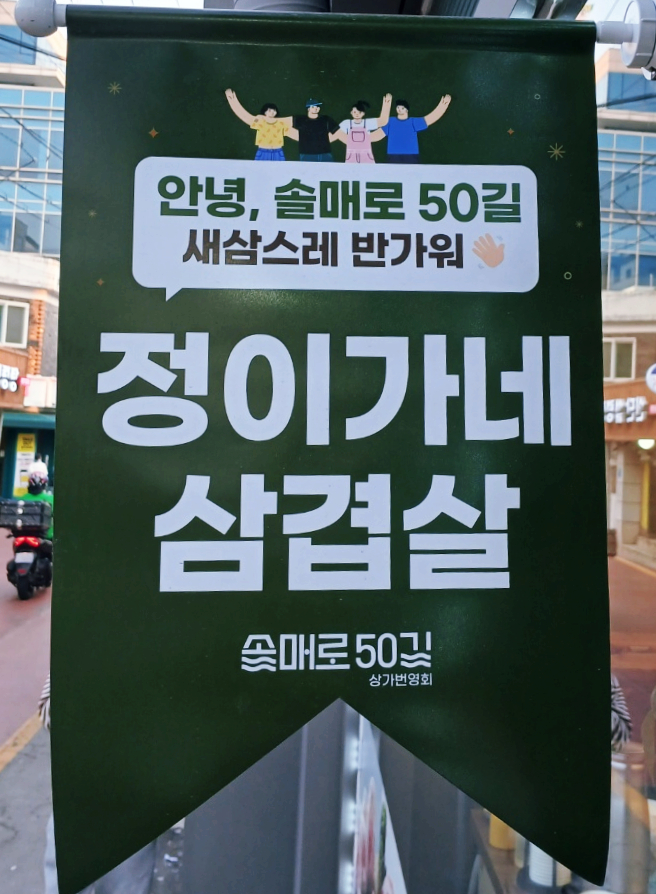 안녕, 솔매로 50길
새삼스레 반가워
정이가네
삼겹살
솔매로 50길
상가번영회